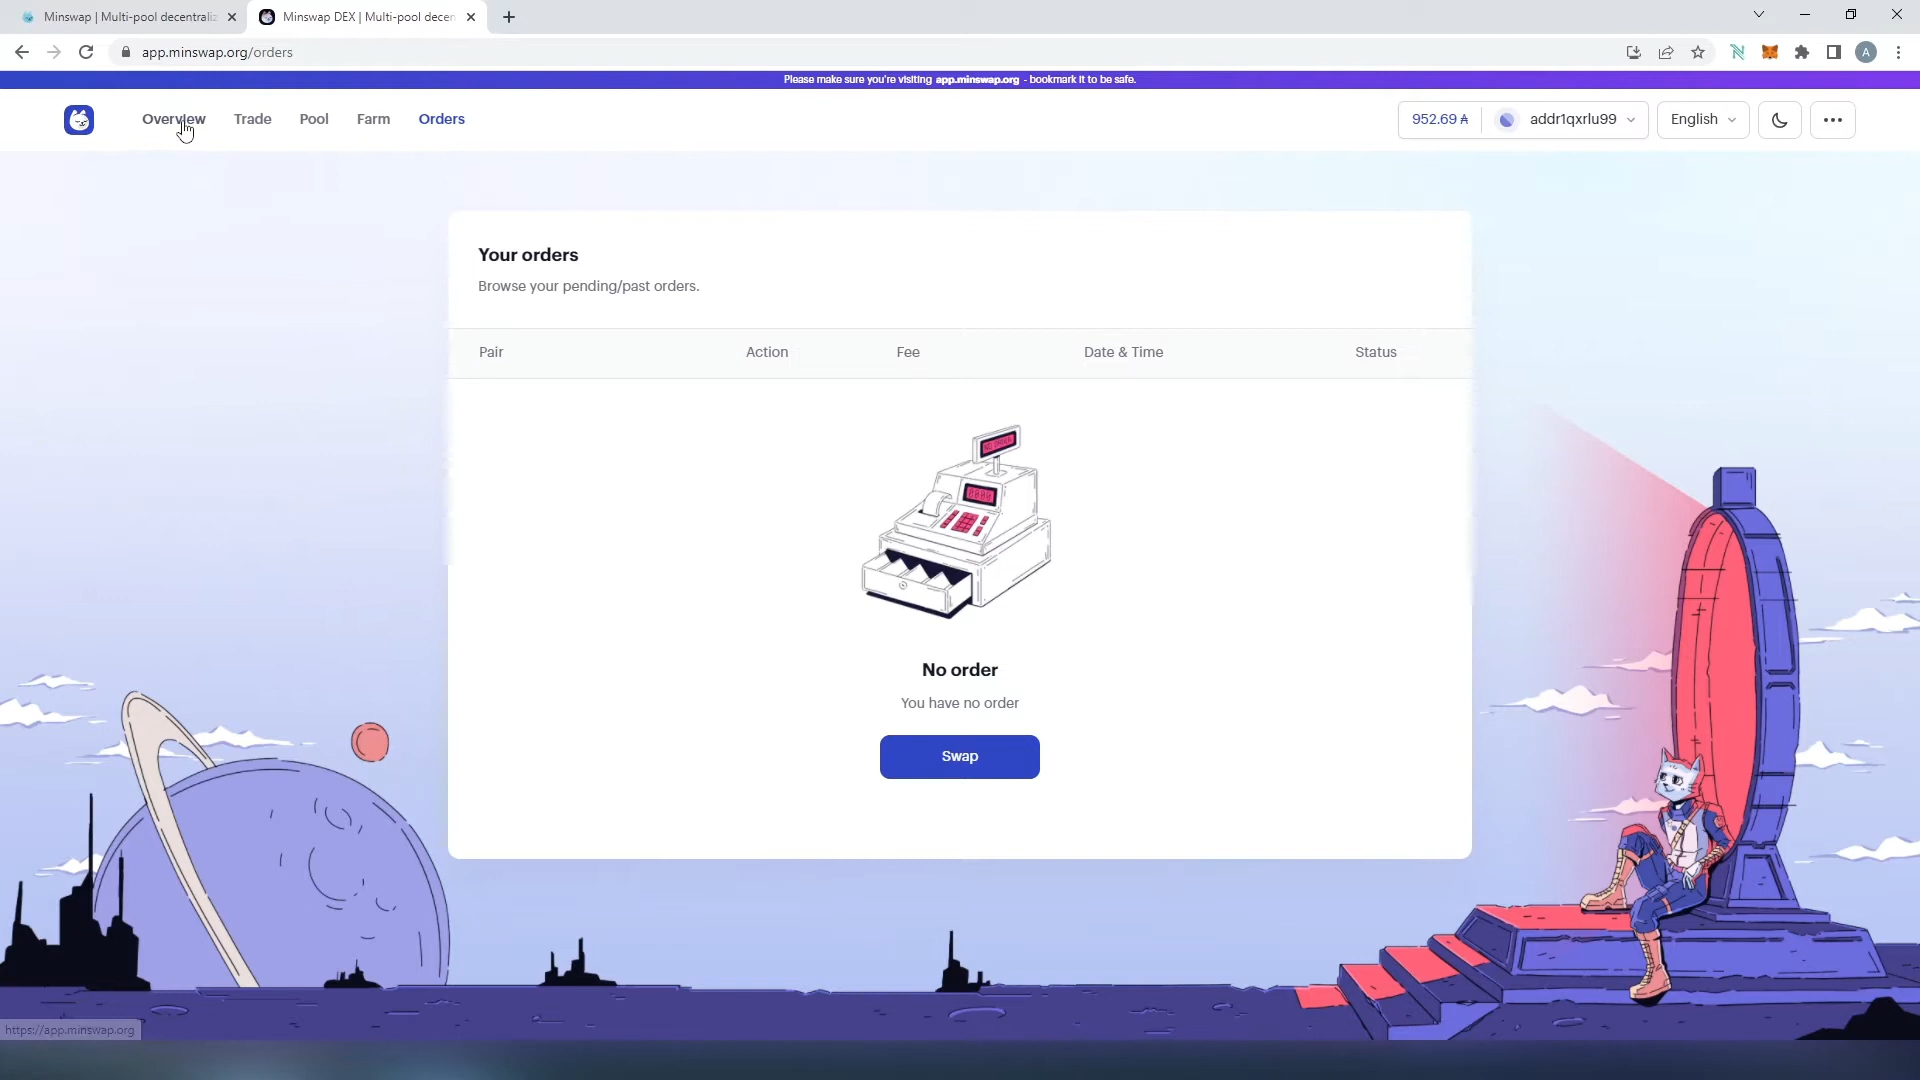 Minswap | Multi-pool decentraliz
Minswap DEX | Multi-pool decen
app.minswap.org/orders
A
Please make sure you're visiting app.minswap.org - bookmark it to be safe.
Overview Trade Pool Farm Orders
952.69 ₳ addr1qxrlu99 English
Your orders
Browse your pending/past orders.
Pair Action Fee Date & Time Status
No order
You have no order
Swap
https://app.minswap.org